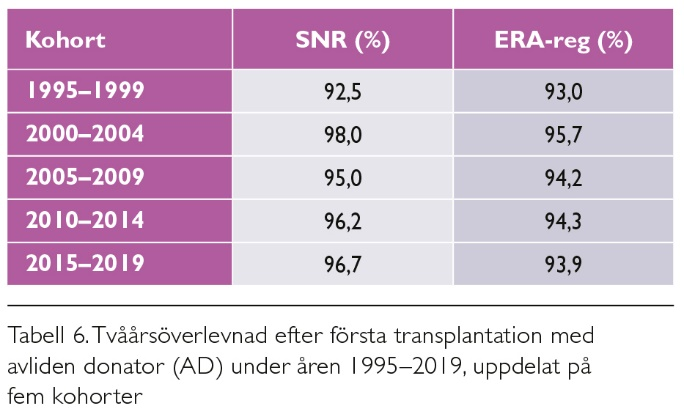 Kohort SNR (%) ERA-reg (%)
1995–1999 92,5 93,0
2000–2004 98,0 95,7
2005–2009 95,0 94,2
2010–2014 96,2 94,3
2015–2019 96,7 93,9
Tabell 6. Tvåårsöverlevnad efter första transplantation med
avliden donator (AD) under åren 1995–2019, uppdelat på
fem kohorter